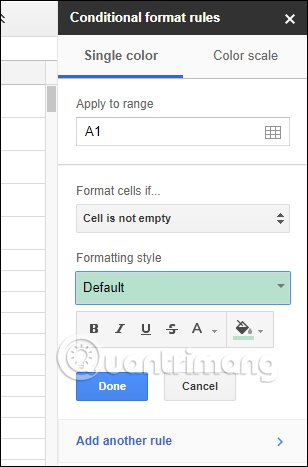 Conditional format rules
Single color
Color scale
Apply to range
A1
Format cells if...
Cell is not empty
Formatting style
Default
B I U S A
Quantrimang
Done
Cancel
Add another rule